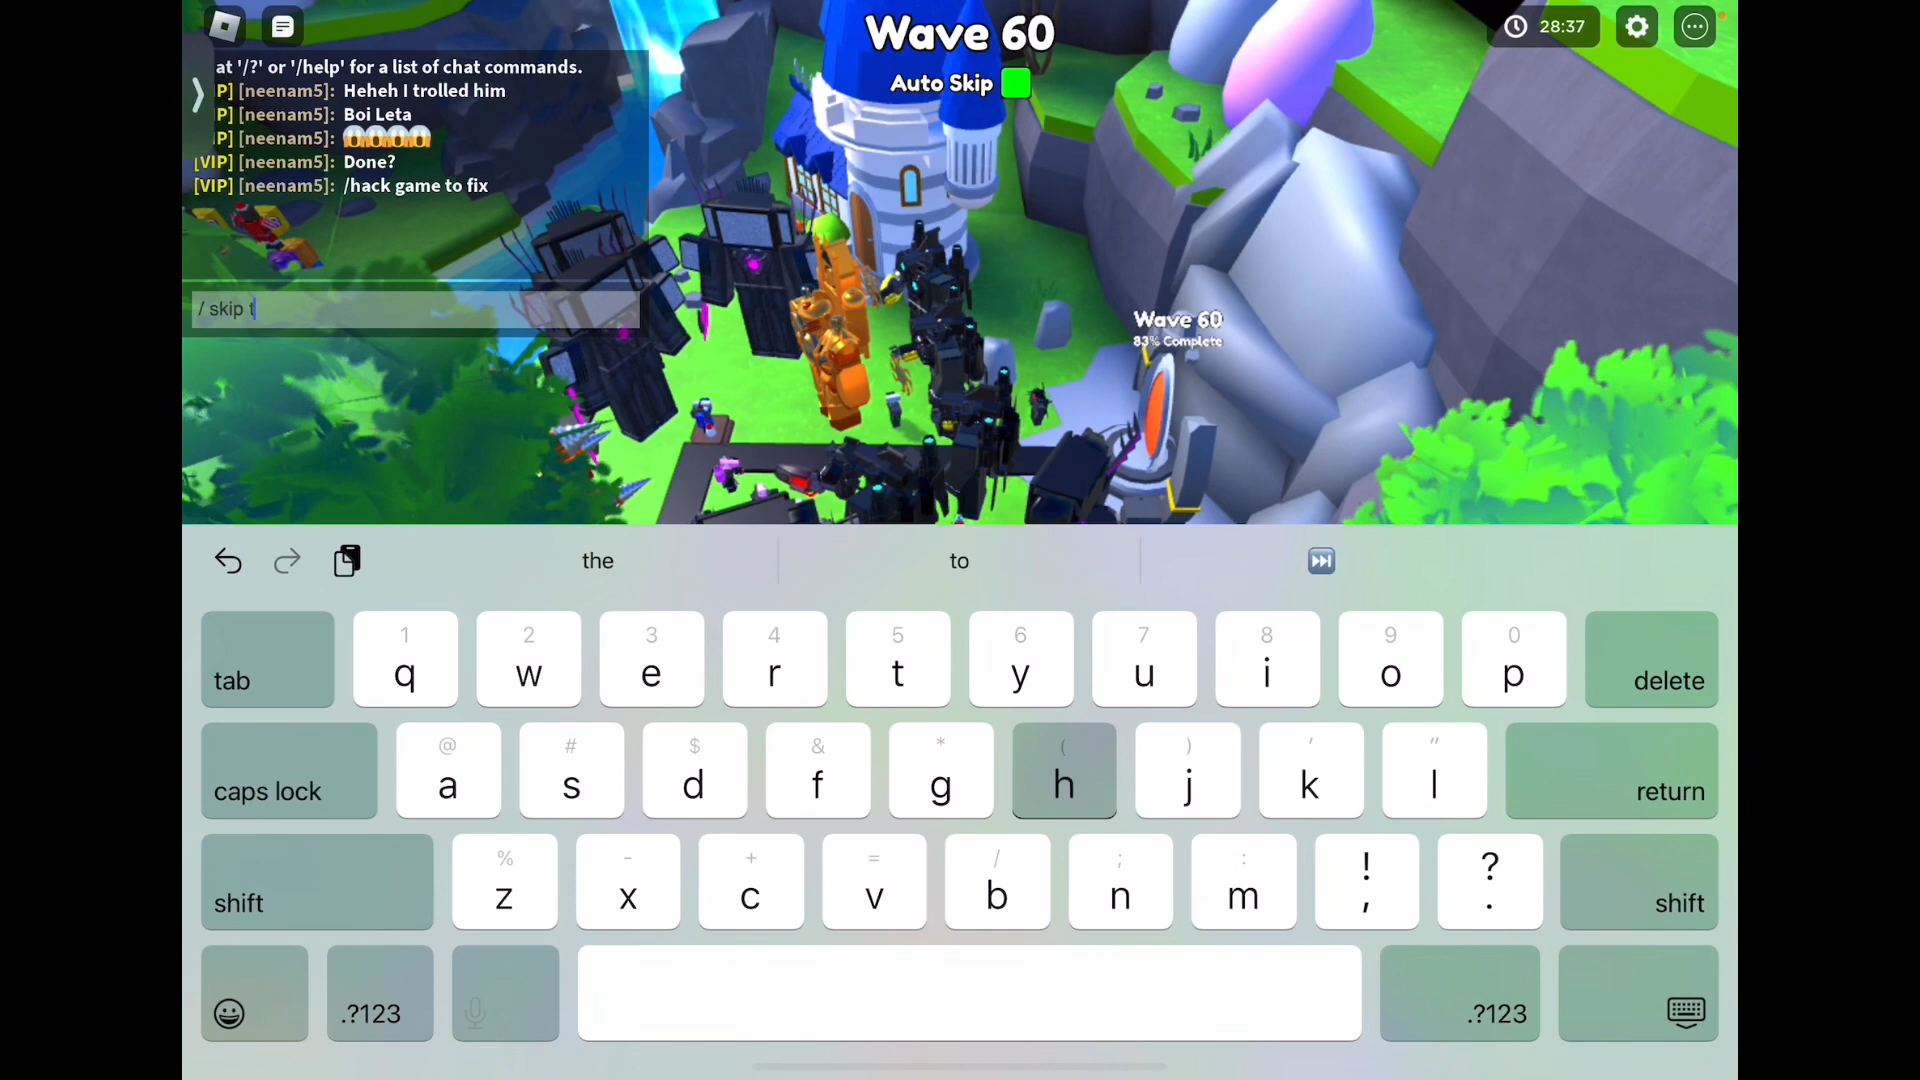 Wave 60
28:37
Auto Skip
at '/?' or '/help' for a list of chat commands.
P] [neenam5]: Heheh I trolled him
P] [neenam5]: Boi Leta
P] [neenam5]: 😱😱😱😱
[VIP] [neenam5]: Done?
[VIP] [neenam5]: /hack game to fix
/ skip t
Wave 60
83% Complete
the to ⏭️
1 2 3 4 5 6 7 8 9 0
tab q w e r t y u i o p delete
@ # $ & * ( ) ' "
caps lock a s d f g h j k l return
% - + = / ; : ! ?
shift z x c v b n m , . shift
.?123 .?123